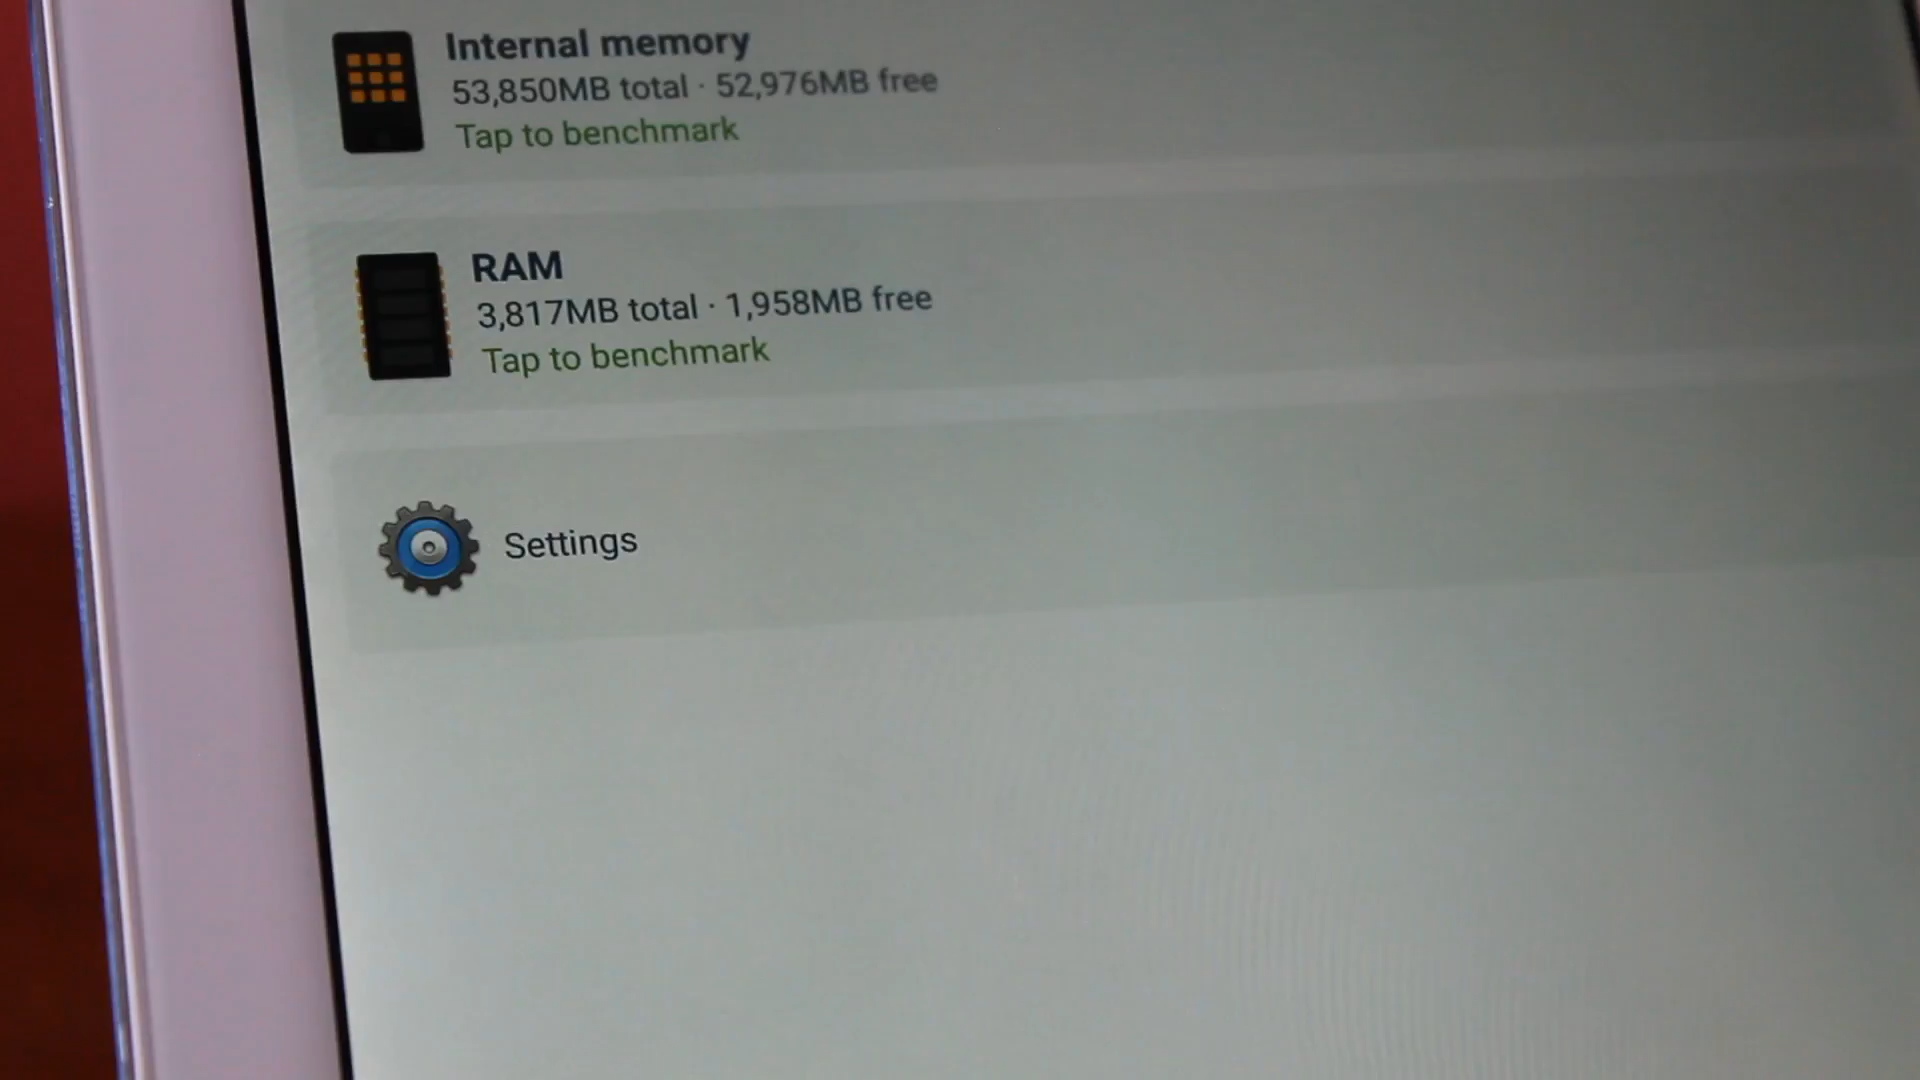 Internal memory
53,850MB total · 52,976MB free
Tap to benchmark
RAM
3,817MB total · 1,958MB free
Tap to benchmark
Settings